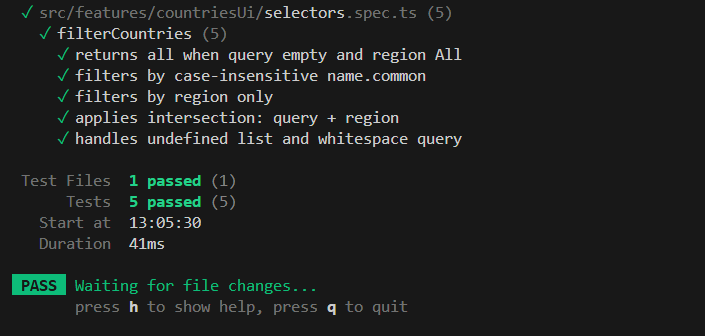 ✓ src/features/countriesUi/selectors.spec.ts (5)
✓ filterCountries (5)
✓ returns all when query empty and region All
✓ filters by case-insensitive name.common
✓ filters by region only
✓ applies intersection: query + region
✓ handles undefined list and whitespace query
Test Files 1 passed (1)
Tests 5 passed (5)
Start at 13:05:30
Duration 41ms
PASS Waiting for file changes...
press h to show help, press q to quit